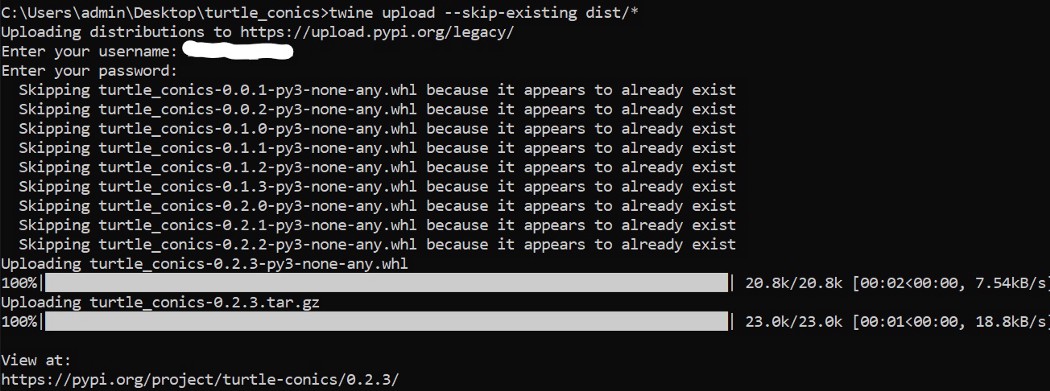 C:\Users\admin\Desktop\turtle_conics>twine upload --skip-existing dist/*
Uploading distributions to https://upload.pypi.org/legacy/
Enter your username:
Enter your password:
Skipping turtle_conics-0.0.1-py3-none-any.whl because it appears to already exist
Skipping turtle_conics-0.0.2-py3-none-any.whl because it appears to already exist
Skipping turtle_conics-0.1.0-py3-none-any.whl because it appears to already exist
Skipping turtle_conics-0.1.1-py3-none-any.whl because it appears to already exist
Skipping turtle_conics-0.1.2-py3-none-any.whl because it appears to already exist
Skipping turtle_conics-0.1.3-py3-none-any.whl because it appears to already exist
Skipping turtle_conics-0.2.0-py3-none-any.whl because it appears to already exist
Skipping turtle_conics-0.2.1-py3-none-any.whl because it appears to already exist
Skipping turtle_conics-0.2.2-py3-none-any.whl because it appears to already exist
Uploading turtle_conics-0.2.3-py3-none-any.whl
100%| | 20.8k/20.8k [00:02<00:00, 7.54kB/s]
Uploading turtle_conics-0.2.3.tar.gz
100%| | 23.0k/23.0k [00:01<00:00, 18.8kB/s]
View at:
https://pypi.org/project/turtle-conics/0.2.3/